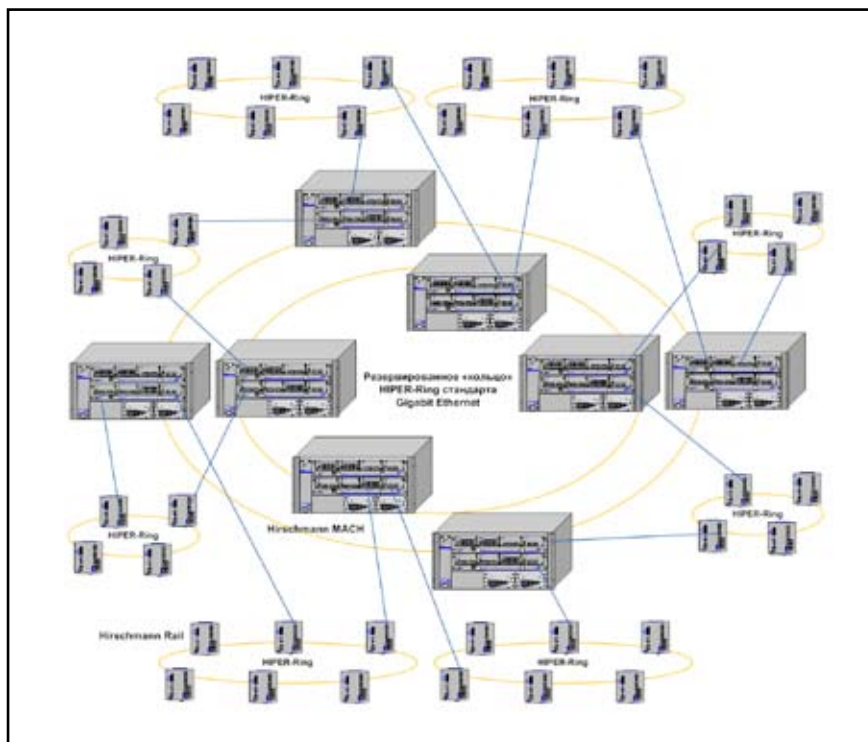 HIPER-Ring
HIPER-Ring
HIPER-Ring
HIPER-Ring
Резервированное «кольцо»
HIPER-Ring стандарта
Gigabit Ethernet
HIPER-Ring
Hirschmann MACH
HIPER-Ring
Hirschmann Rail
HIPER-Ring
HIPER-Ring